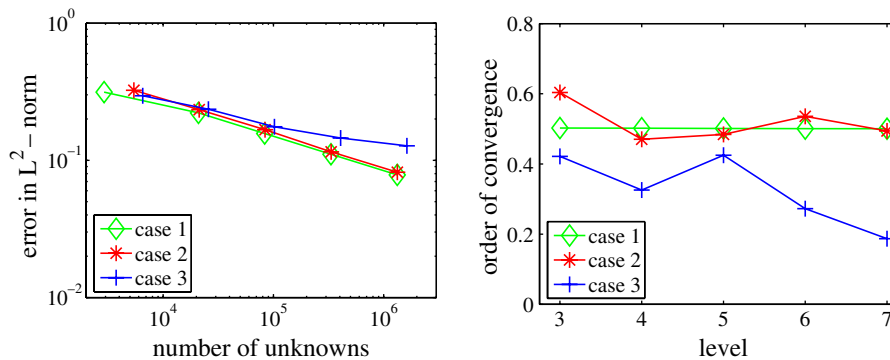 10^0
10^-1
10^-2
error in L^2 – norm
case 1
case 2
case 3
10^4
10^5
10^6
number of unknowns
0.8
0.6
0.4
0.2
0
order of convergence
case 1
case 2
case 3
3
4
5
6
7
level